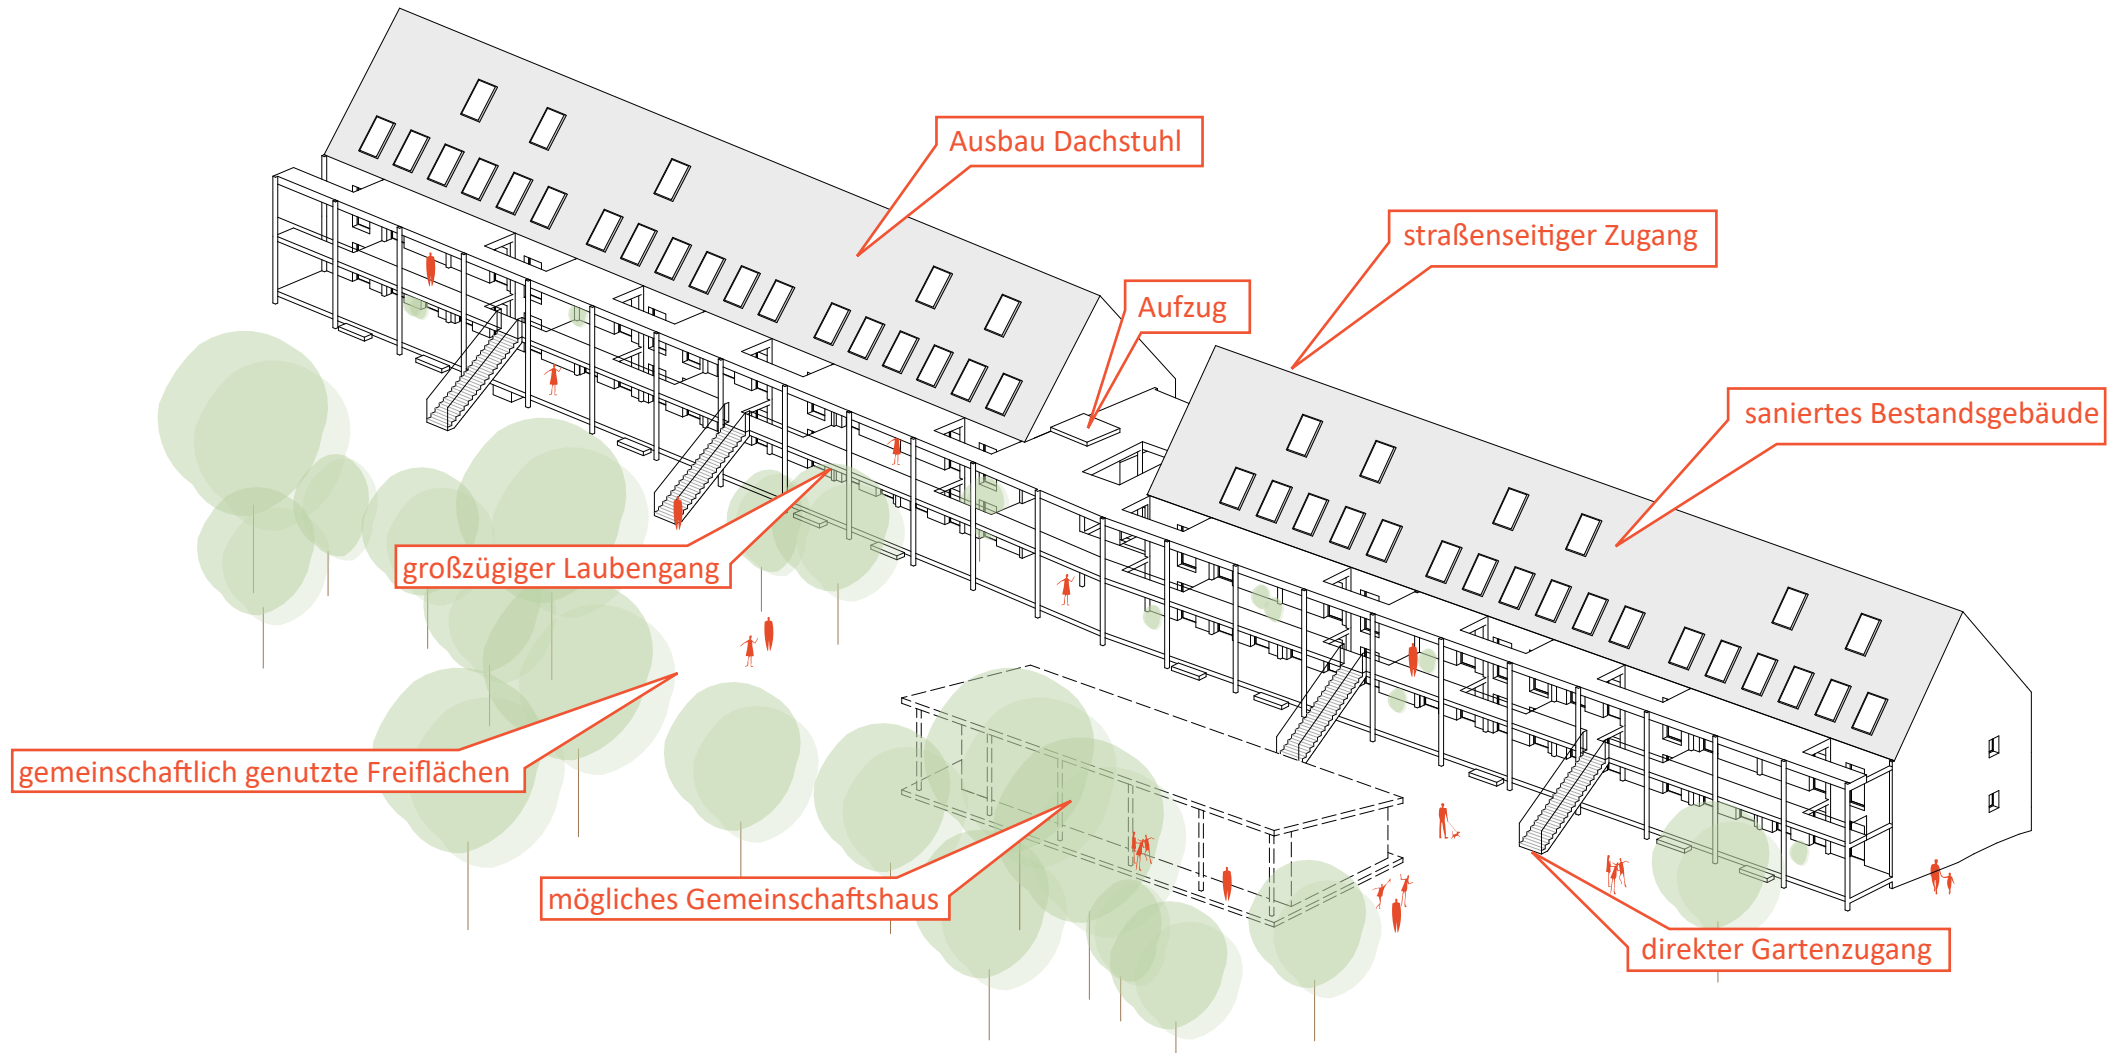 Ausbau Dachstuhl
straßenseitiger Zugang
Aufzug
saniertes Bestandsgebäude
großzügiger Laubengang
gemeinschaftlich genutzte Freiflächen
mögliches Gemeinschaftshaus
direkter Gartenzugang